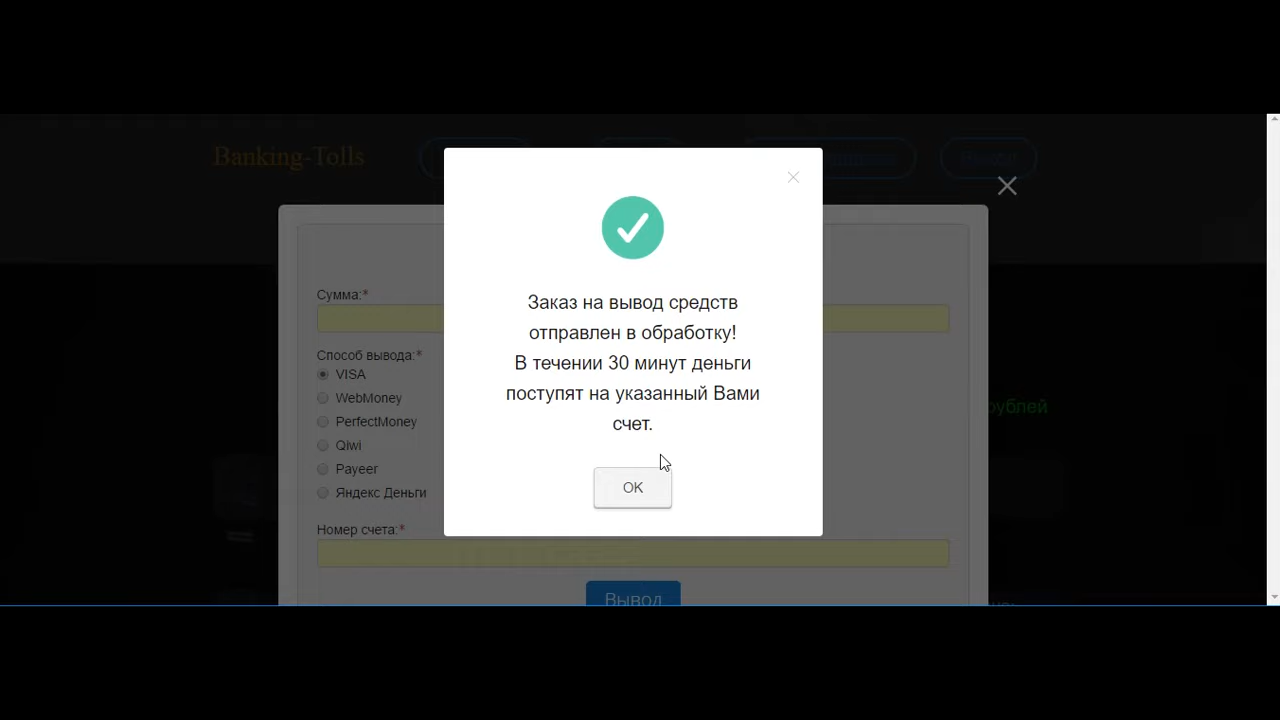 Banking-Tolls
Заказ на вывод средств
отправлен в обработку!
В течении 30 минут деньги
поступят на указанный Вами
счет.
OK
Сумма:*
Способ вывода:*
VISA
WebMoney
PerfectMoney
Qiwi
Payeer
Яндекс Деньги
Номер счета:*
Вывод
рублей